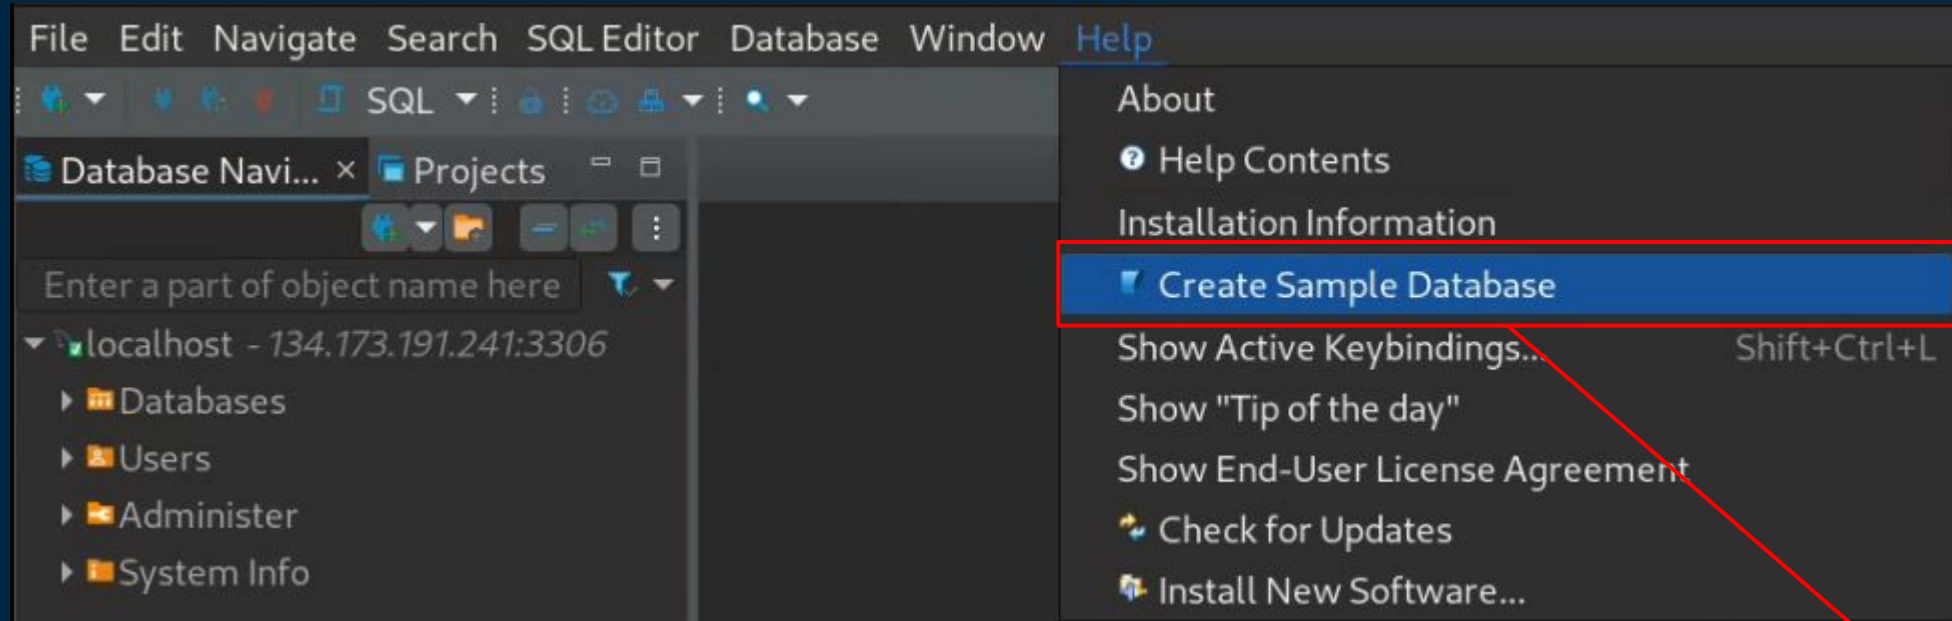 File Edit Navigate Search SQL Editor Database Window Help
SQL
Database Navi... × Projects
Enter a part of object name here
localhost - 134.173.191.241:3306
Databases
Users
Administer
System Info
About
Help Contents
Installation Information
Create Sample Database
Show Active Keybindings... Shift+Ctrl+L
Show "Tip of the day"
Show End-User License Agreement
Check for Updates
Install New Software...